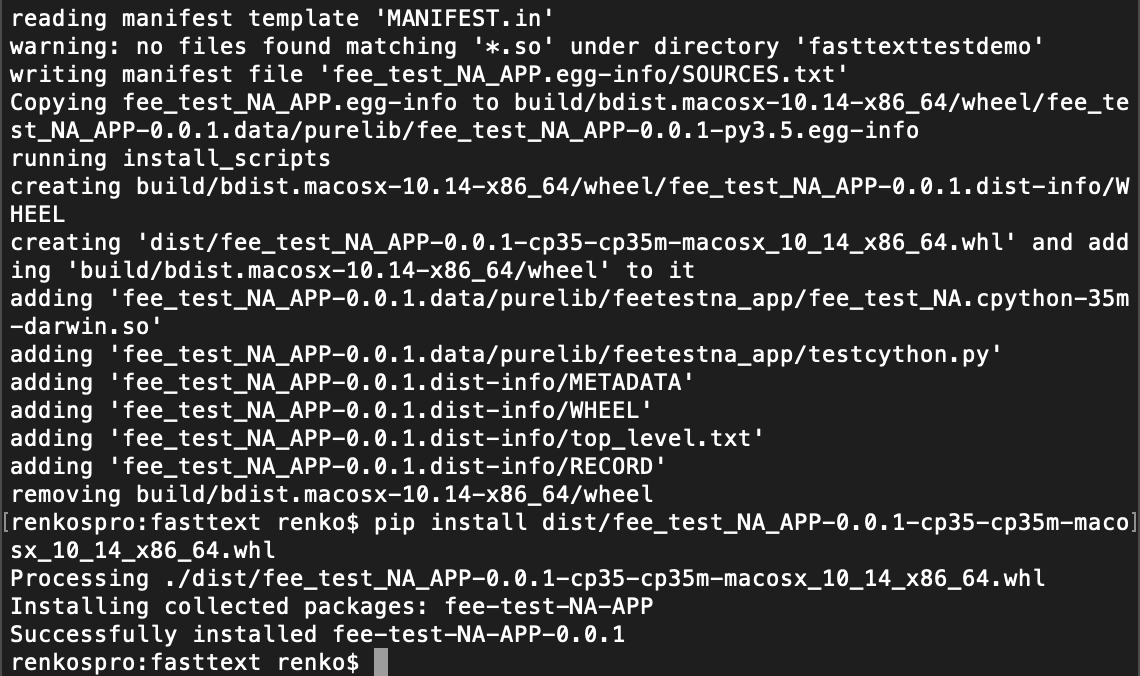 reading manifest template 'MANIFEST.in'
warning: no files found matching '*.so' under directory 'fasttexttestdemo'
writing manifest file 'fee_test_NA_APP.egg-info/SOURCES.txt'
Copying fee_test_NA_APP.egg-info to build/bdist.macosx-10.14-x86_64/wheel/fee_te
st_NA_APP-0.0.1.data/purelib/fee_test_NA_APP-0.0.1-py3.5.egg-info
running install_scripts
creating build/bdist.macosx-10.14-x86_64/wheel/fee_test_NA_APP-0.0.1.dist-info/W
HEEL
creating 'dist/fee_test_NA_APP-0.0.1-cp35-cp35m-macosx_10_14_x86_64.whl' and add
ing 'build/bdist.macosx-10.14-x86_64/wheel' to it
adding 'fee_test_NA_APP-0.0.1.data/purelib/feetestna_app/fee_test_NA.cpython-35m
-darwin.so'
adding 'fee_test_NA_APP-0.0.1.data/purelib/feetestna_app/testcython.py'
adding 'fee_test_NA_APP-0.0.1.dist-info/METADATA'
adding 'fee_test_NA_APP-0.0.1.dist-info/WHEEL'
adding 'fee_test_NA_APP-0.0.1.dist-info/top_level.txt'
adding 'fee_test_NA_APP-0.0.1.dist-info/RECORD'
removing build/bdist.macosx-10.14-x86_64/wheel
[renkospro:fasttext renko$ pip install dist/fee_test_NA_APP-0.0.1-cp35-cp35m-maco]
sx_10_14_x86_64.whl
Processing ./dist/fee_test_NA_APP-0.0.1-cp35-cp35m-macosx_10_14_x86_64.whl
Installing collected packages: fee-test-NA-APP
Successfully installed fee-test-NA-APP-0.0.1
renkospro:fasttext renko$